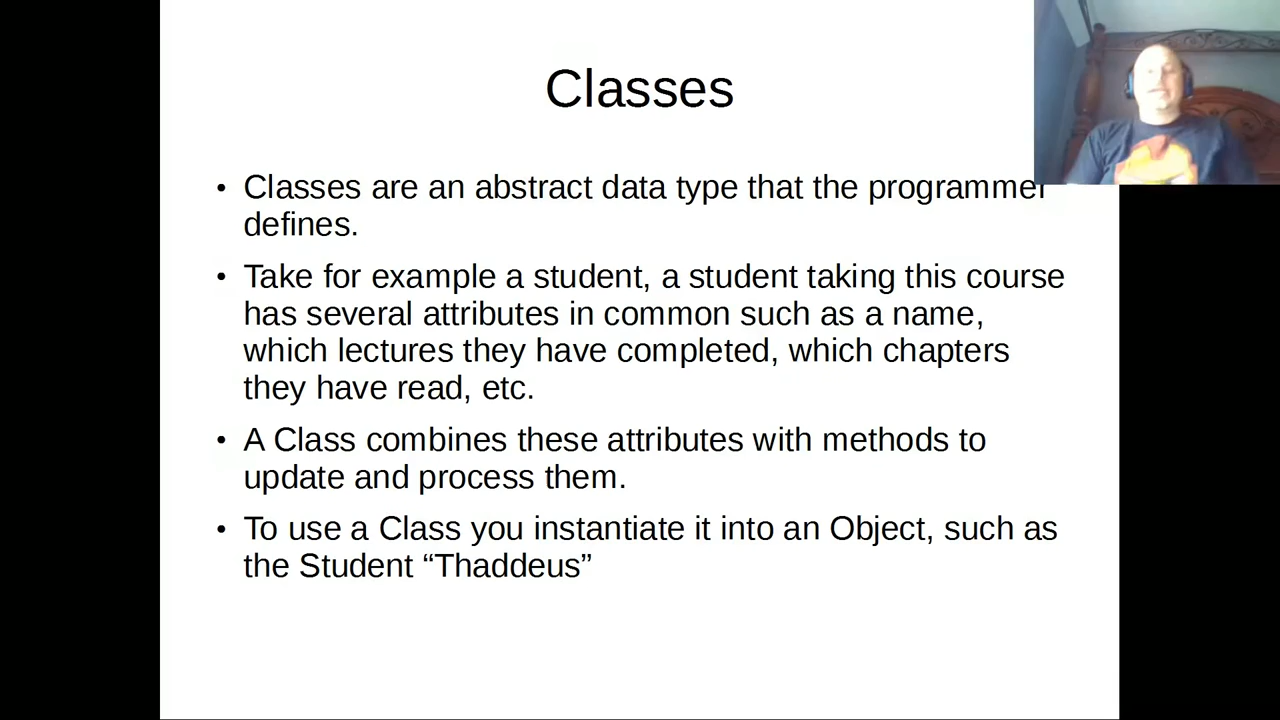 Classes
• Classes are an abstract data type that the programmer
defines.
• Take for example a student, a student taking this course
has several attributes in common such as a name,
which lectures they have completed, which chapters
they have read, etc.
• A Class combines these attributes with methods to
update and process them.
• To use a Class you instantiate it into an Object, such as
the Student “Thaddeus”